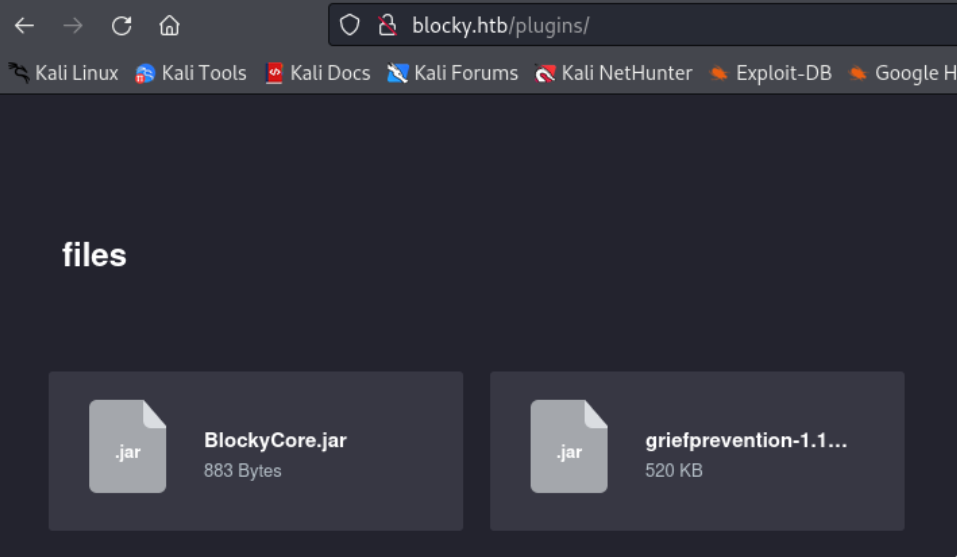 blocky.htb/plugins/
Kali Linux Kali Tools Kali Docs Kali Forums Kali NetHunter Exploit-DB Google H
files
.jar BlockyCore.jar
883 Bytes
.jar griefprevention-1.1...
520 KB